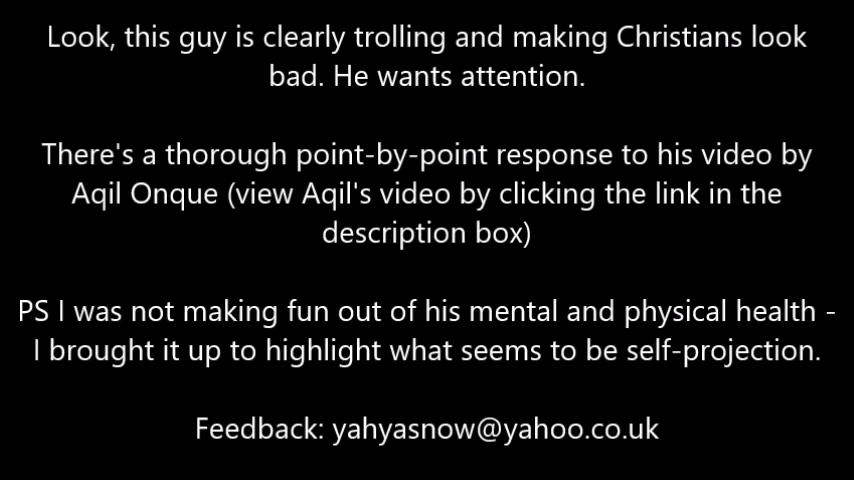 Look, this guy is clearly trolling and making Christians look
bad. He wants attention.
There's a thorough point-by-point response to his video by
Aqil Onque (view Aqil's video by clicking the link in the
description box)
PS I was not making fun out of his mental and physical health -
I brought it up to highlight what seems to be self-projection.
Feedback: yahyasnow@yahoo.co.uk